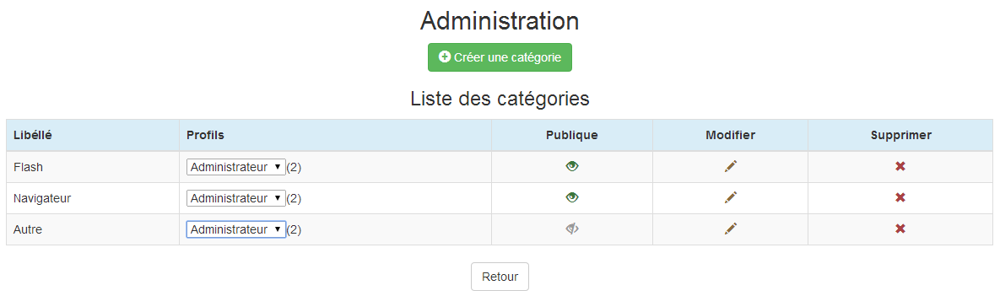 Administration
Créer une catégorie
Liste des catégories
Libéllé Profils Publique Modifier Supprimer
Flash Administrateur (2)
Navigateur Administrateur (2)
Autre Administrateur (2)
Retour